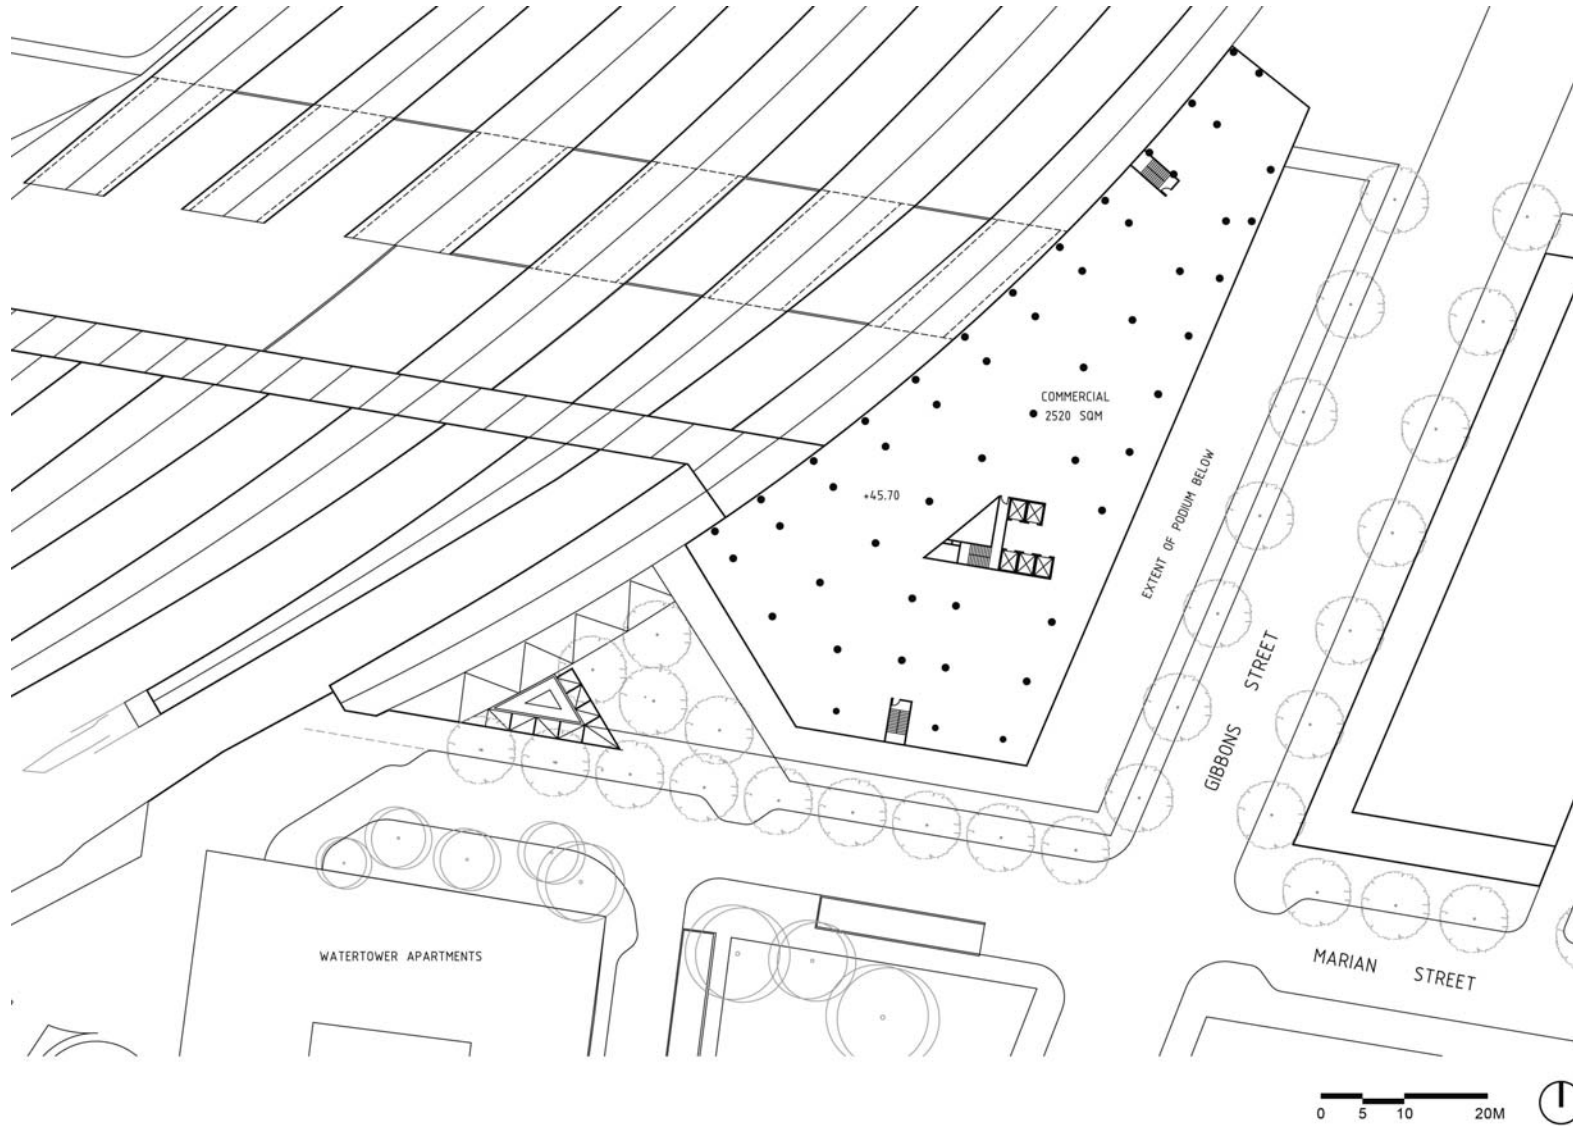 COMMERCIAL
2520 SQM
+45.70
EXTENT OF PODIUM BELOW
GIBBONS STREET
WATERTOWER APARTMENTS
MARIAN STREET
0 5 10 20M